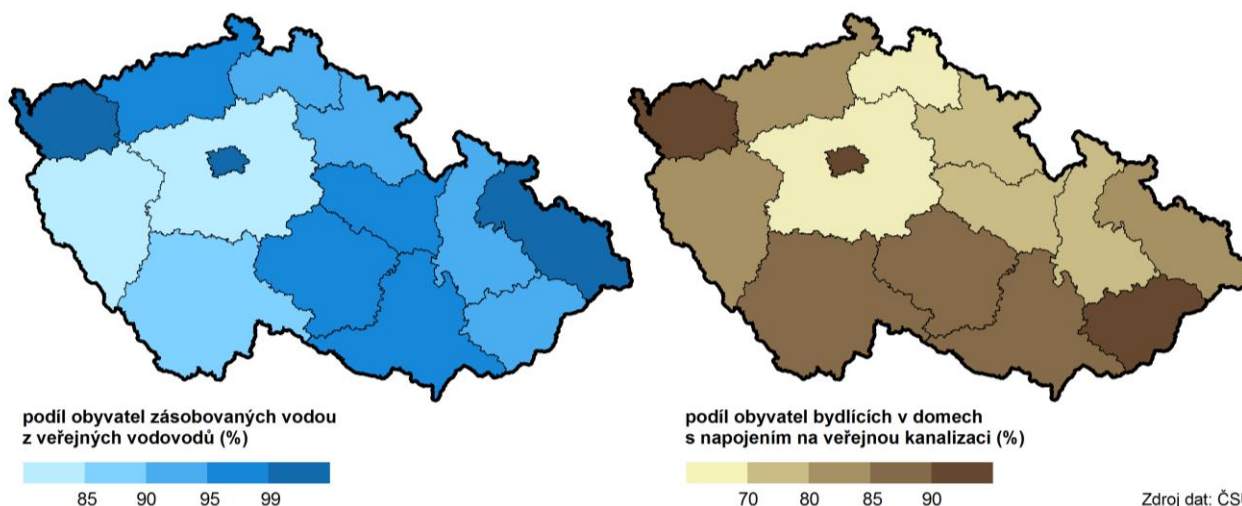 podíl obyvatel zásobovaných vodou
z veřejných vodovodů (%)
85 90 95 99
podíl obyvatel bydlících v domech
s napojením na veřejnou kanalizaci (%)
70 80 85 90
Zdroj dat: ČSÚ